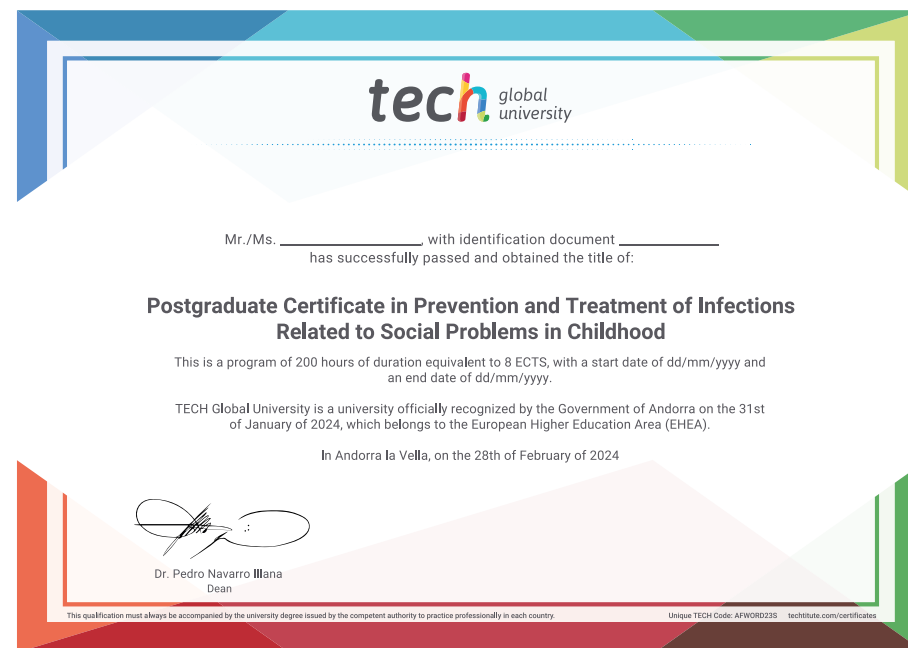 tech global
university
Mr./Ms. ____________________, with identification document ______________
has successfully passed and obtained the title of:
Postgraduate Certificate in Prevention and Treatment of Infections
Related to Social Problems in Childhood
This is a program of 200 hours of duration equivalent to 8 ECTS, with a start date of dd/mm/yyyy and
an end date of dd/mm/yyyy.
TECH Global University is a university officially recognized by the Government of Andorra on the 31st
of January of 2024, which belongs to the European Higher Education Area (EHEA).
In Andorra la Vella, on the 28th of February of 2024
Dr. Pedro Navarro Illana
Dean
This qualification must always be accompanied by the university degree issued by the competent authority to practice professionally in each country.
Unique TECH Code: AFWORD23S techtitute.com/certificates